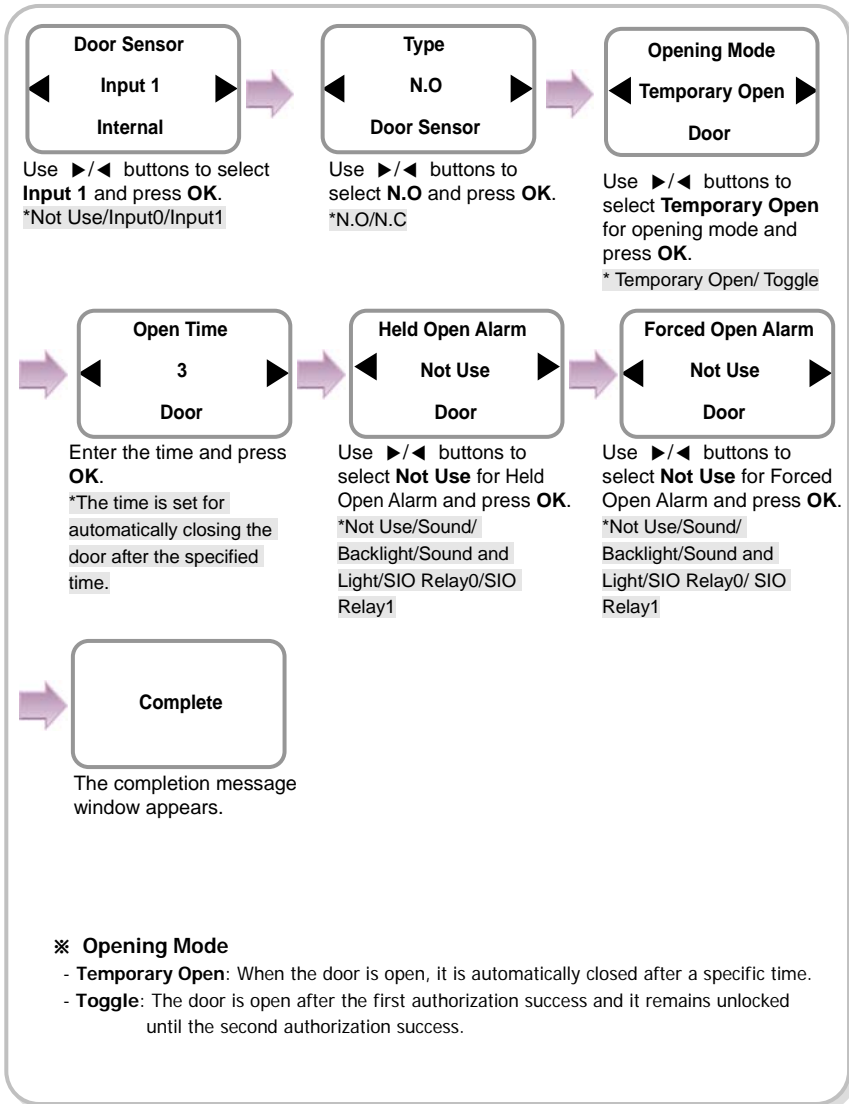 Door Sensor
Input 1
Internal
Use ▶/◀ buttons to select
Input 1 and press OK.
*Not Use/Input0/Input1
Type
N.O
Door Sensor
Use ▶/◀ buttons to
select N.O and press OK.
*N.O/N.C
Opening Mode
Temporary Open
Door
Use ▶/◀ buttons to
select Temporary Open
for opening mode and
press OK.
* Temporary Open/ Toggle
Open Time
3
Door
Enter the time and press
OK.
*The time is set for
automatically closing the
door after the specified
time.
Held Open Alarm
Not Use
Door
Use ▶/◀ buttons to
select Not Use for Held
Open Alarm and press OK.
*Not Use/Sound/
Backlight/Sound and
Light/SIO Relay0/SIO
Relay1
Forced Open Alarm
Not Use
Door
Use ▶/◀ buttons to
select Not Use for Forced
Open Alarm and press OK.
*Not Use/Sound/
Backlight/Sound and
Light/SIO Relay0/ SIO
Relay1
Complete
The completion message
window appears.
※ Opening Mode
- Temporary Open: When the door is open, it is automatically closed after a specific time.
- Toggle: The door is open after the first authorization success and it remains unlocked
until the second authorization success.